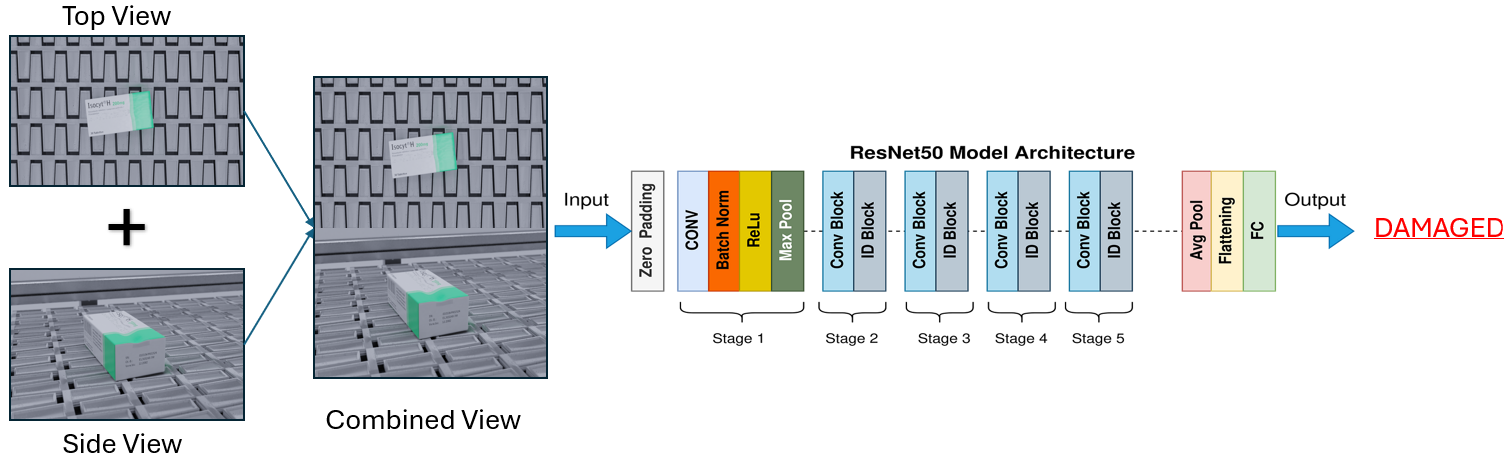 Top View
Isocyt®H
+
Side View
Isocyt®H
Combined View
Input
ResNet50 Model Architecture
Zero Padding
CONV
Batch Norm
ReLu
Max Pool
Stage 1
Conv Block
ID Block
Stage 2
Conv Block
ID Block
Stage 3
Conv Block
ID Block
Stage 4
Conv Block
ID Block
Stage 5
Avg Pool
Flattening
FC
Output
DAMAGED